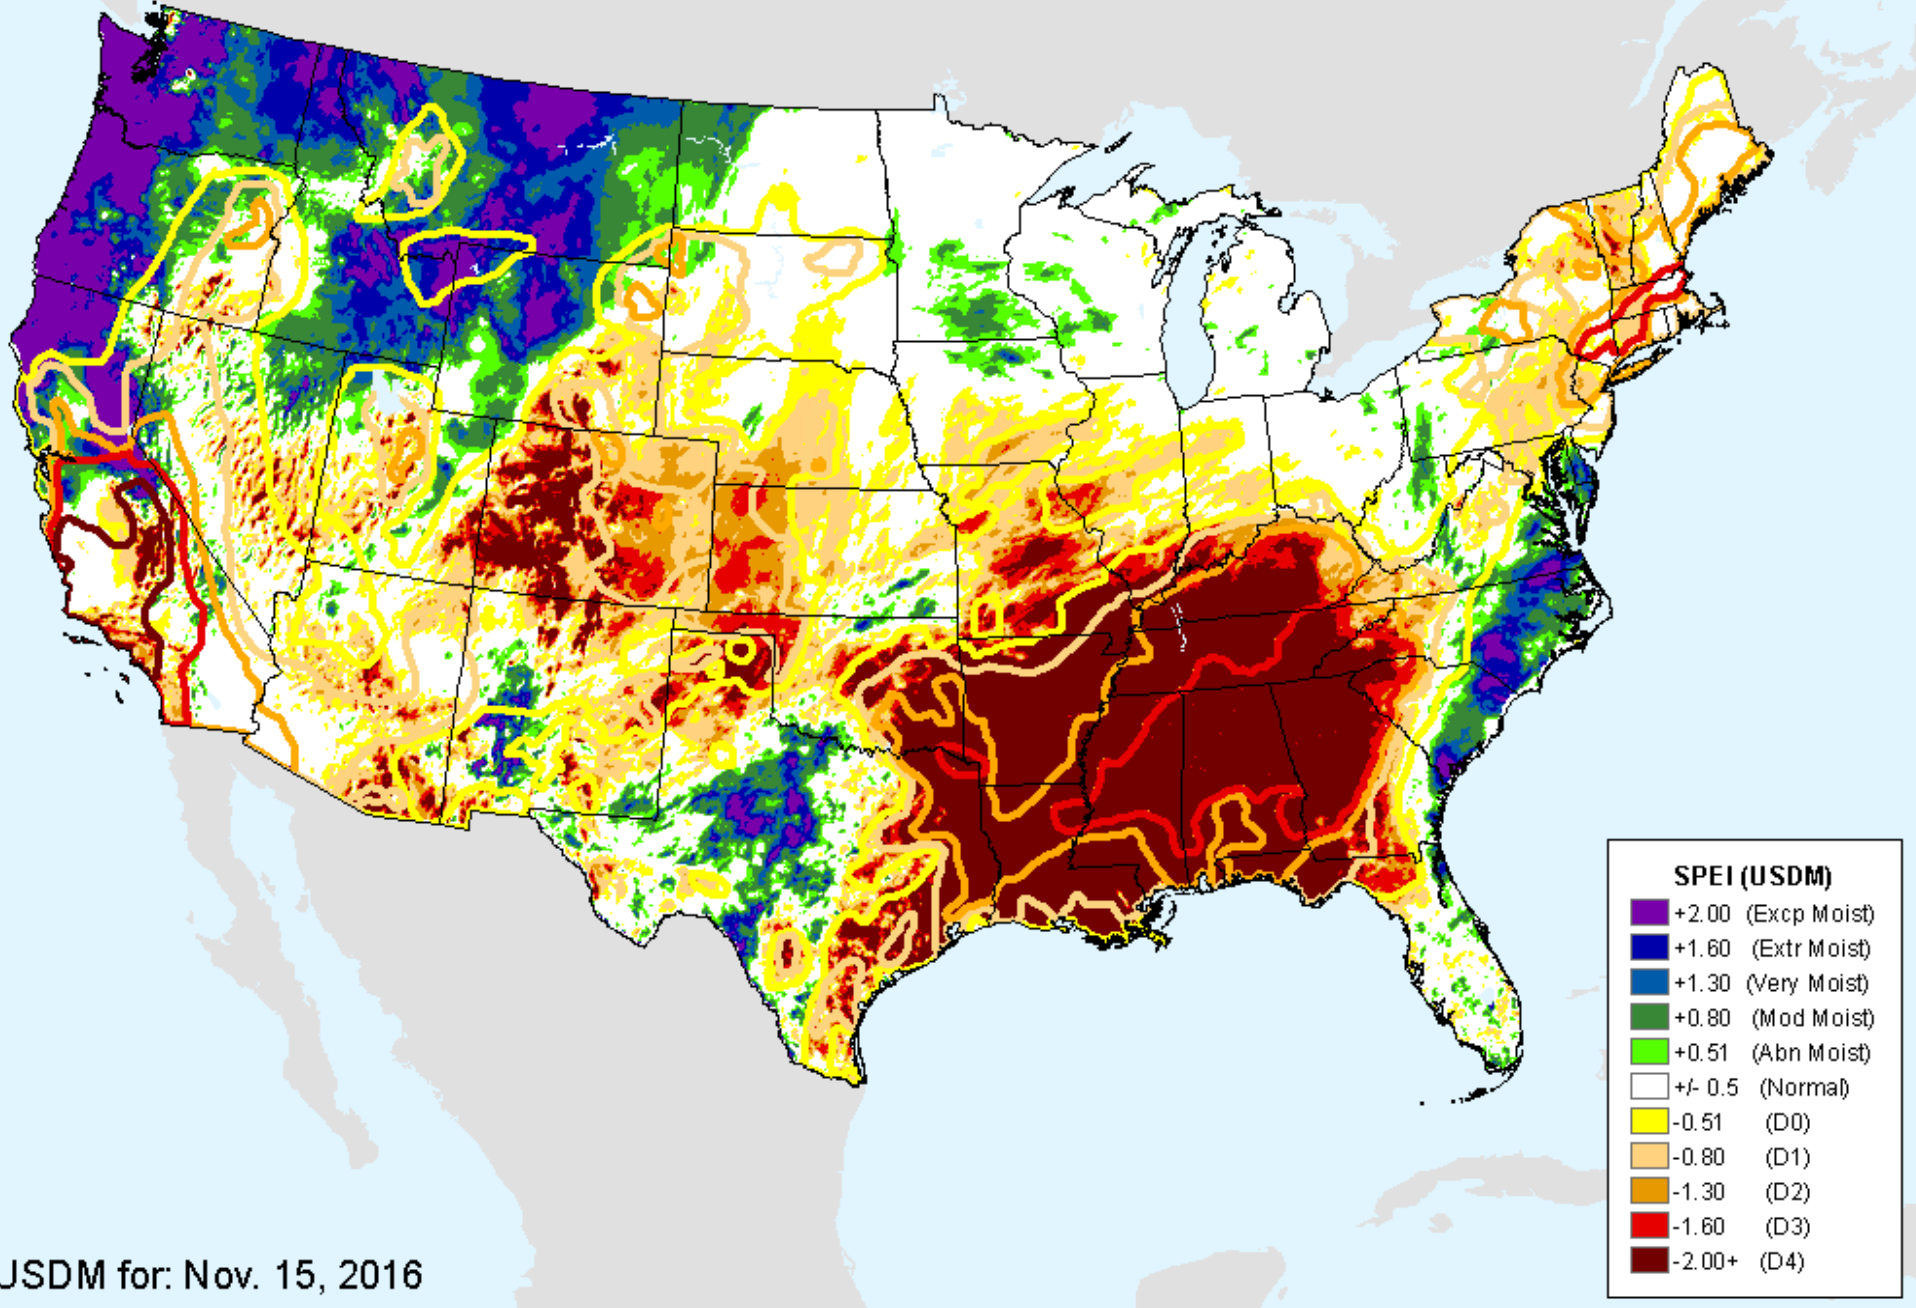 SPEI (USDM)
+2.00 (Excp Moist)
+1.60 (Extr Moist)
+1.30 (Very Moist)
+0.80 (Mod Moist)
+0.51 (Abn Moist)
+/- 0.5 (Normal)
-0.51 (D0)
-0.80 (D1)
-1.30 (D2)
-1.60 (D3)
-2.00+ (D4)
USDM for: Nov. 15, 2016